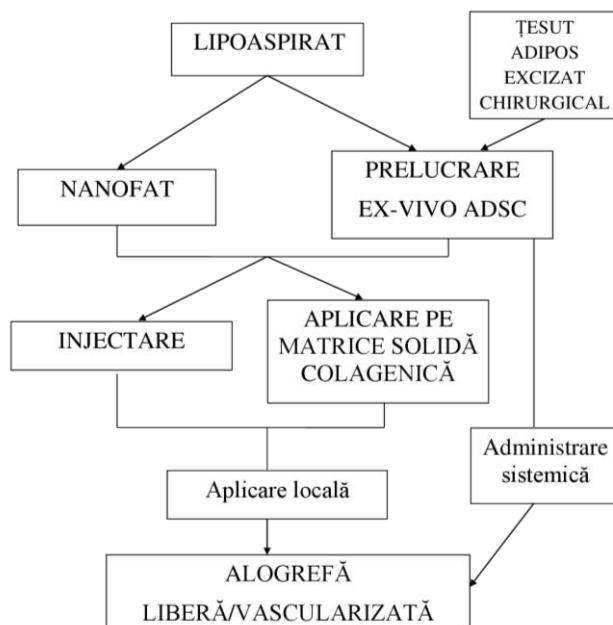 LIPOASPIRAT
ȚESUT
ADIPOS
EXCIZAT
CHIRURGICAL
NANOFAT
PRELUCRARE
EX-VIVO ADSC
INJECTARE
APLICARE PE
MATRICE SOLIDĂ
COLAGENICĂ
Aplicare locală
Administrare
sistemică
ALOGREFĂ
LIBERĂ/VASCULARIZATĂ